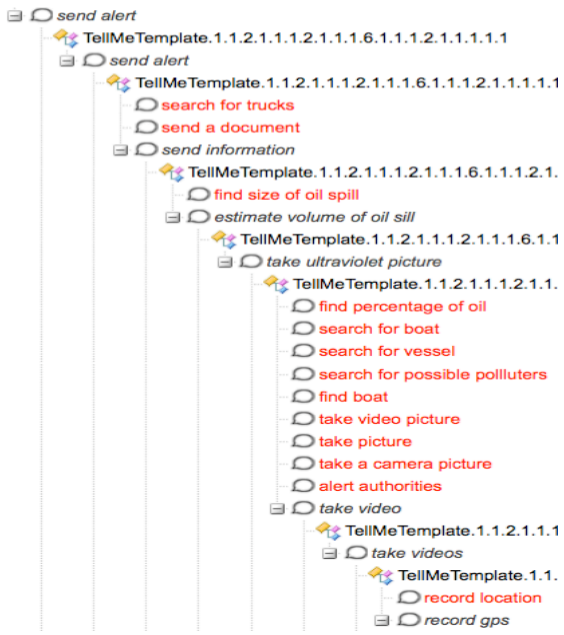 send alert
TellMeTemplate.1.1.2.1.1.1.2.1.1.1.6.1.1.1.2.1.1.1.1.1
send alert
TellMeTemplate.1.1.2.1.1.1.2.1.1.1.6.1.1.1.2.1.1.1.1.1
search for trucks
send a document
send information
TellMeTemplate.1.1.2.1.1.1.2.1.1.1.6.1.1.1.2.1.
find size of oil spill
estimate volume of oil sill
TellMeTemplate.1.1.2.1.1.1.2.1.1.1.6.1.1
take ultraviolet picture
TellMeTemplate.1.1.2.1.1.1.2.1.1.
find percentage of oil
search for boat
search for vessel
search for possible pollluters
find boat
take video picture
take picture
take a camera picture
alert authorities
take video
TellMeTemplate.1.1.2.1.1.1
take videos
TellMeTemplate.1.1.
record location
record gps